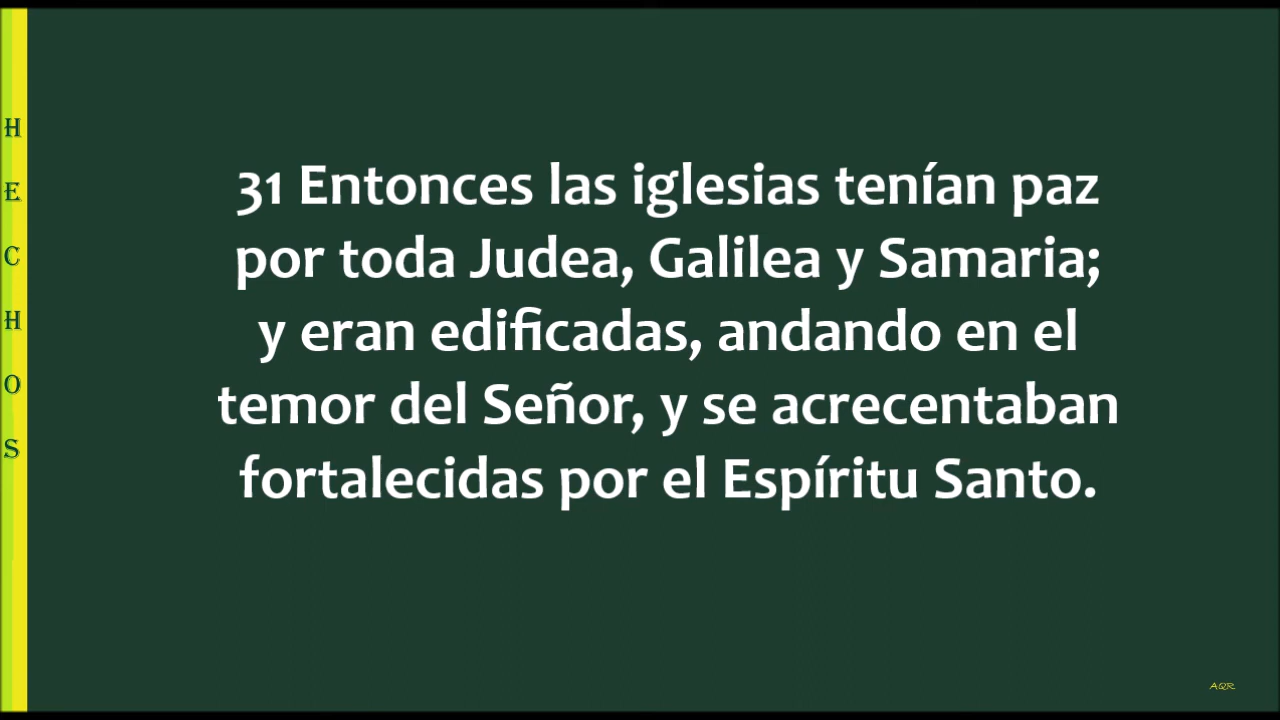 HECHOS
31 Entonces las iglesias tenían paz
por toda Judea, Galilea y Samaria;
y eran edificadas, andando en el
temor del Señor, y se acrecentaban
fortalecidas por el Espíritu Santo.
AQR